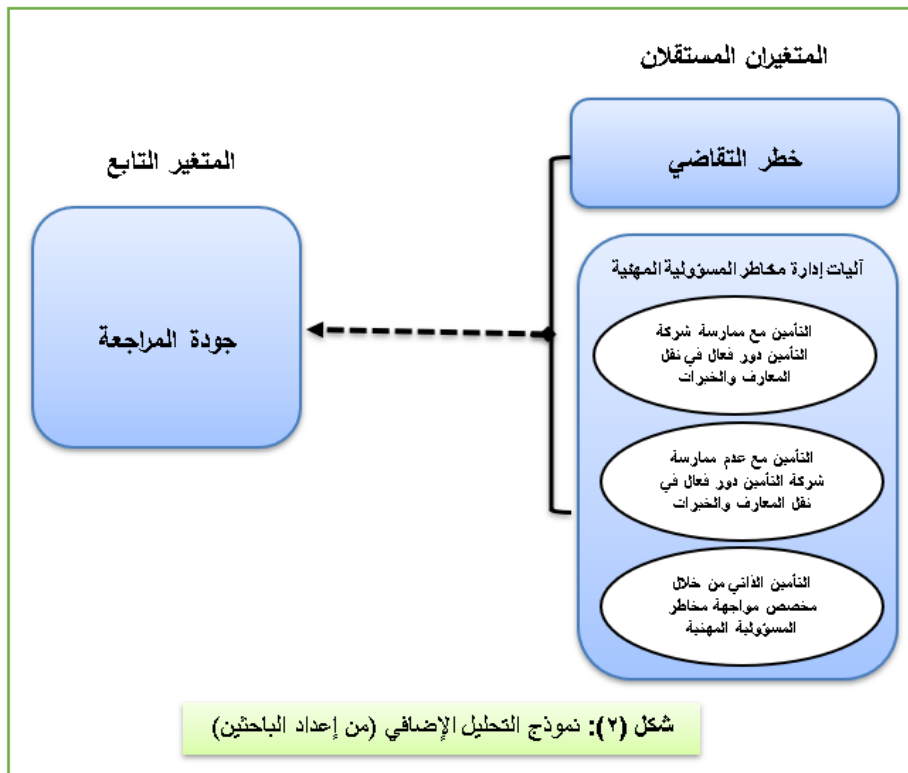 المتغيران المستقلان
خطر التقاضي
المتغير التابع
جودة المراجعة
آليات إدارة مخاطر المسؤولية المهنية
التأمين مع ممارسة شركة
التأمين دور فعال في نقل
المعارف والخبرات
التأمين مع عدم ممارسة
شركة التأمين دور فعال في
نقل المعارف والخبرات
التأمين الذاتي من خلال
مخصص مواجهة مخاطر
المسؤولية المهنية
شكل (٢): نموذج التحليل الإضافي (من إعداد الباحثين)